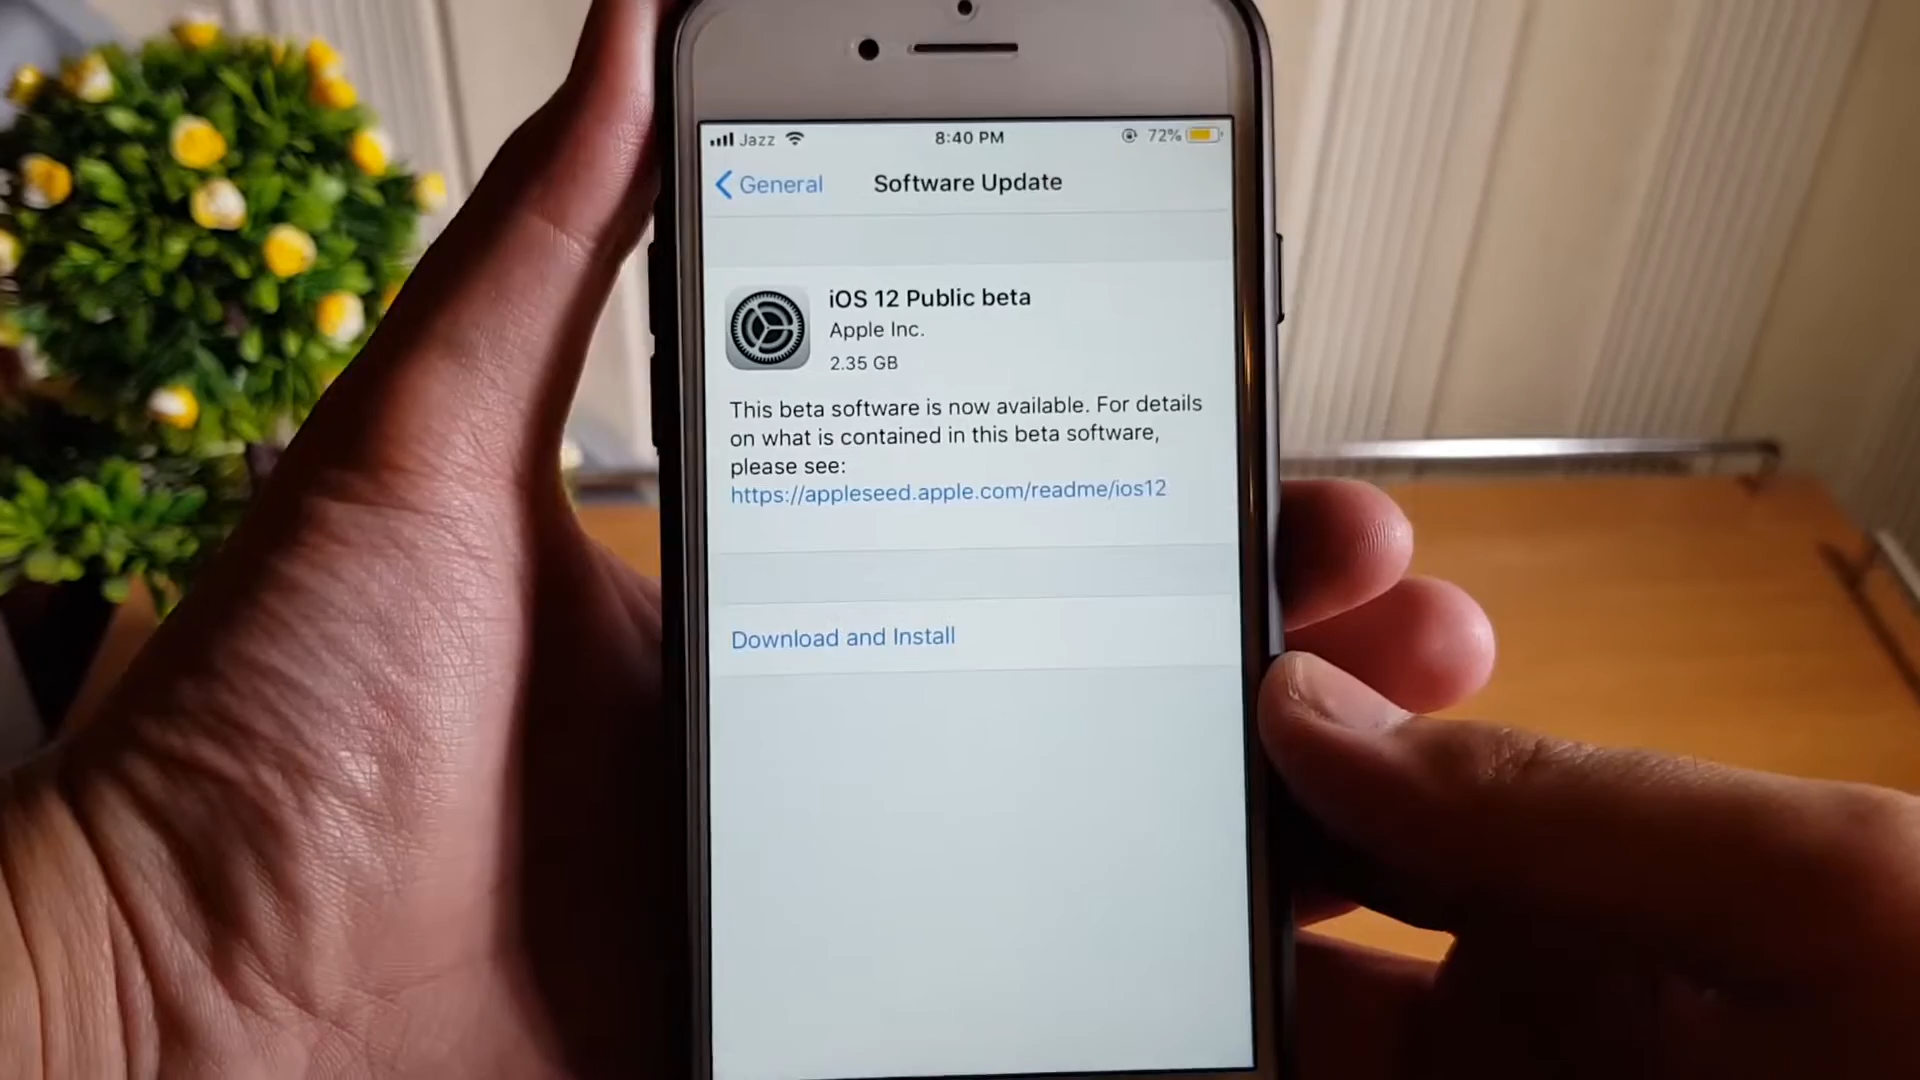 Jazz 8:40 PM 72%
General Software Update
iOS 12 Public beta
Apple Inc.
2.35 GB
This beta software is now available. For details
on what is contained in this beta software,
please see:
https://appleseed.apple.com/readme/ios12
Download and Install